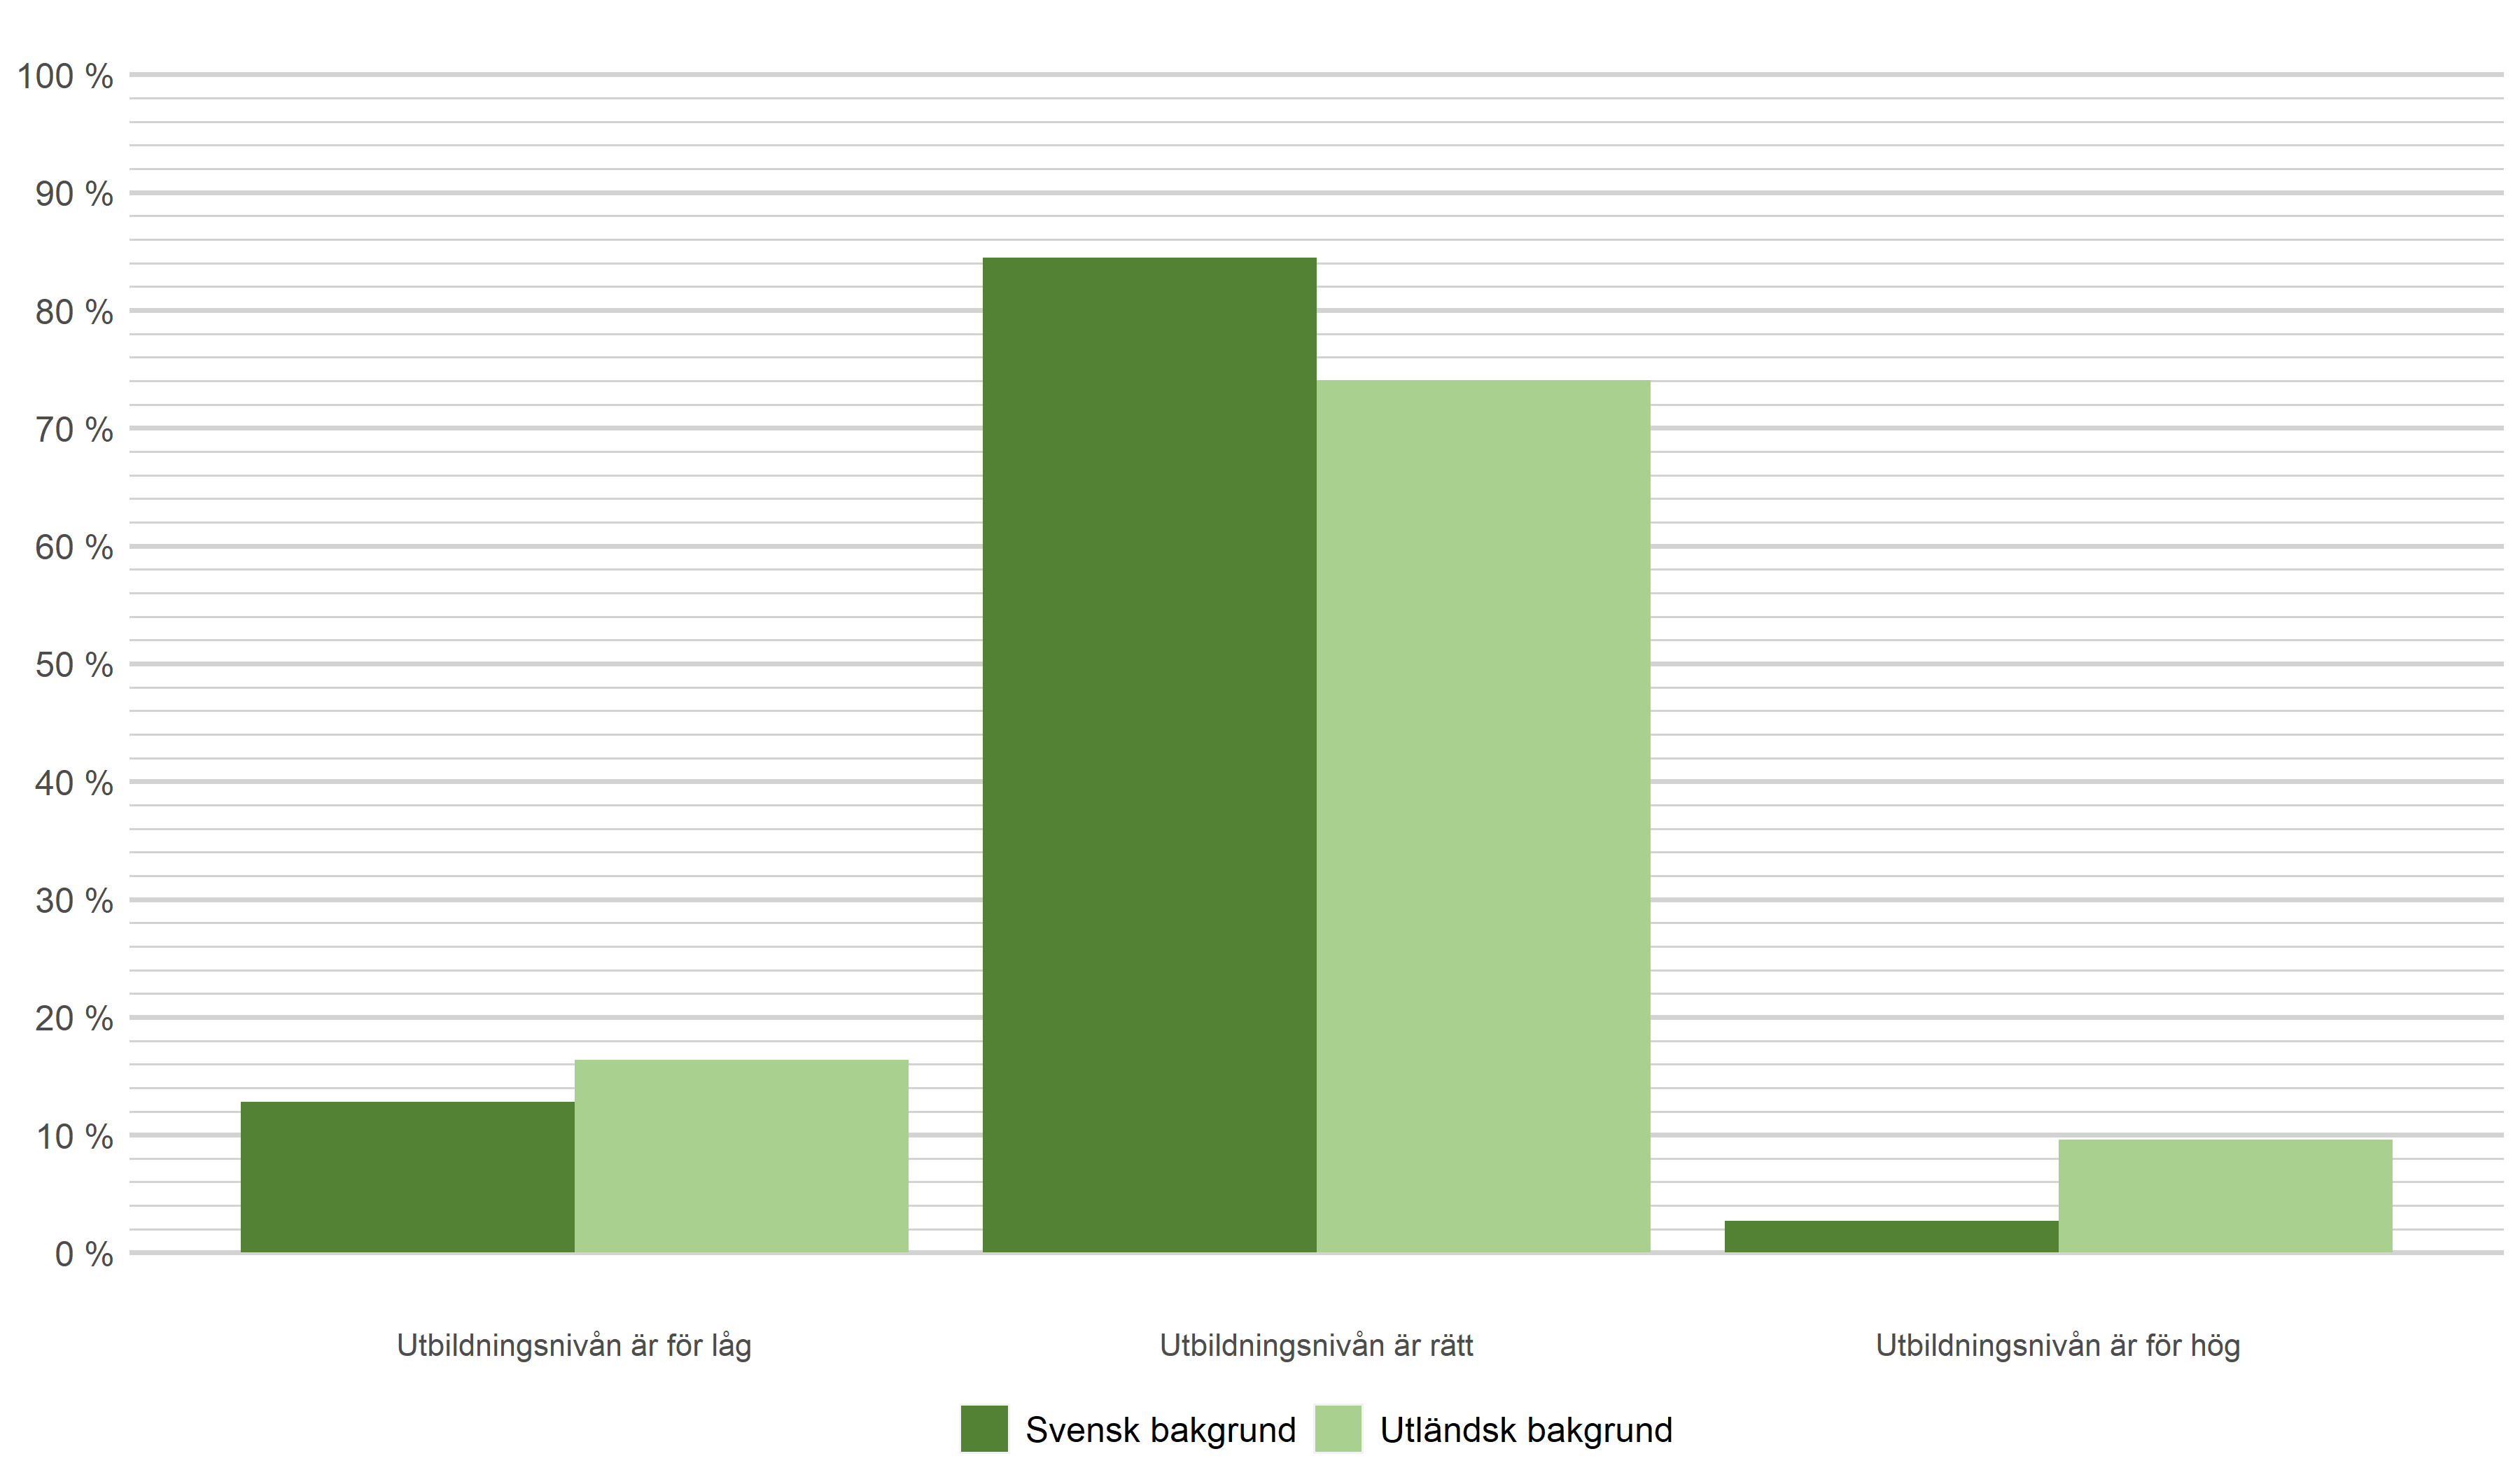 100 %
90 %
80 %
70 %
60 %
50 %
40 %
30 %
20 %
10 %
0 %
Utbildningsnivån är för låg
Utbildningsnivån är rätt
Utbildningsnivån är för hög
Svensk bakgrund
Utländsk bakgrund